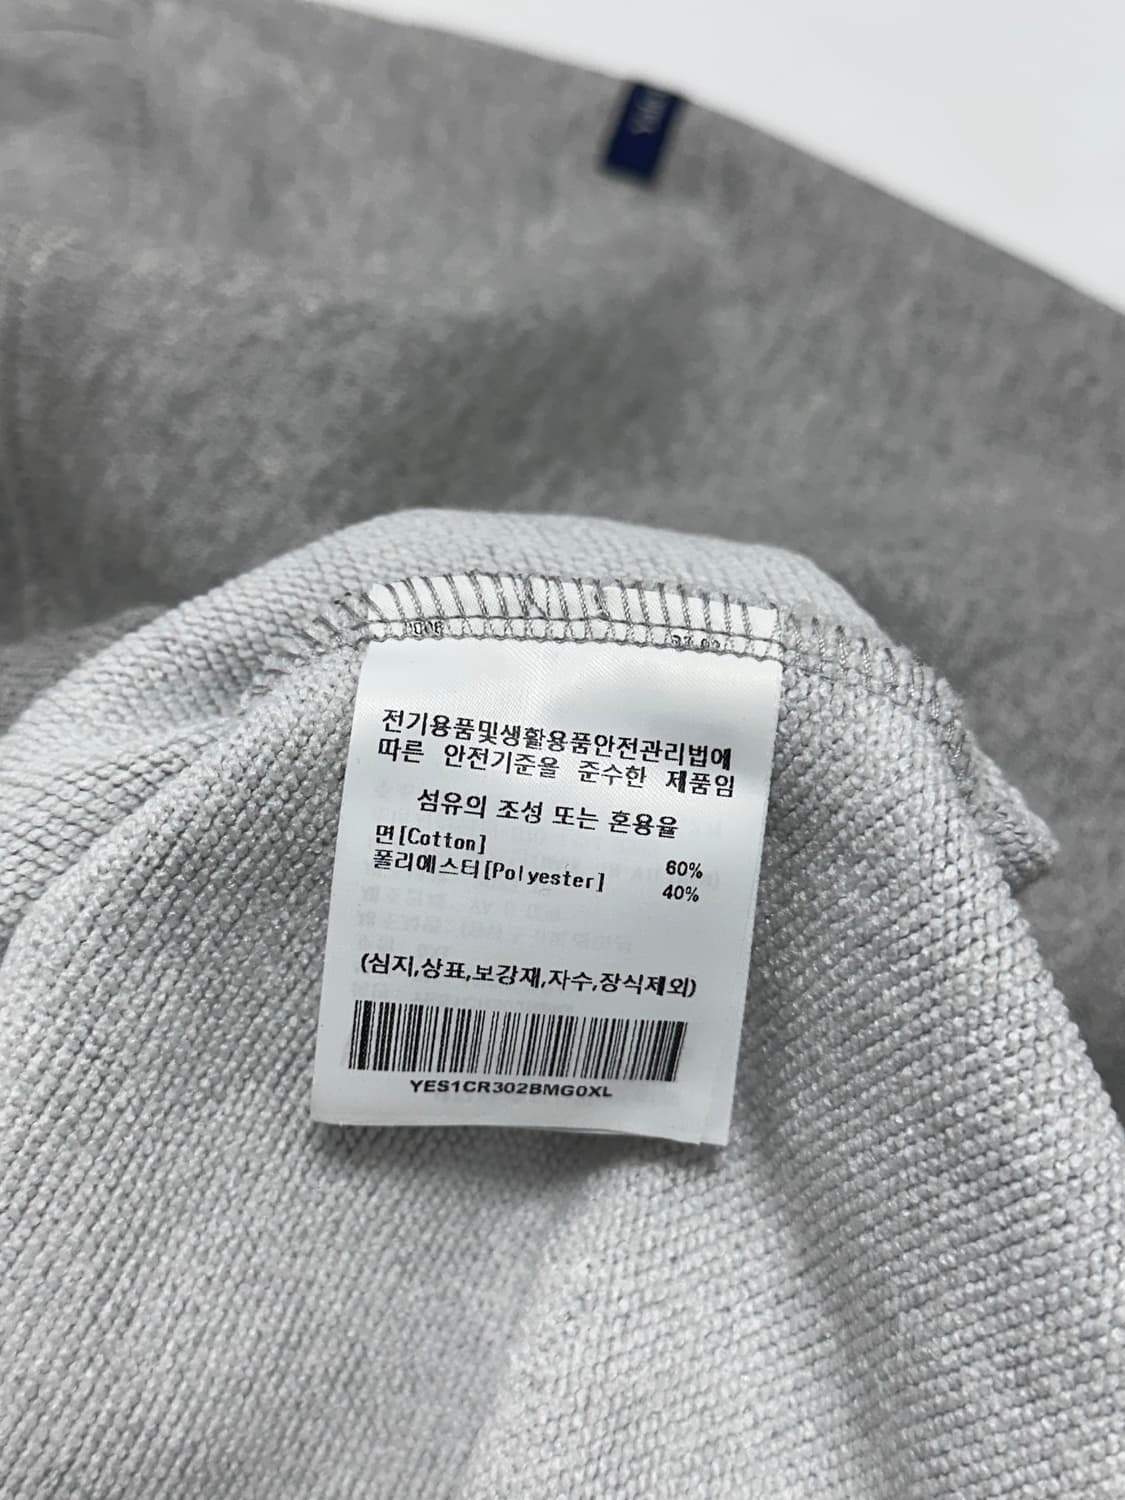 전기용품및생활용품안전관리법에
따른 안전기준을 준수한 제품임
섬유의 조성 또는 혼용율
면[Cotton] 60%
폴리에스터[Polyester] 40%
(심지,상표,보강재,자수,장식제외)
YES1CR302BMG0XL